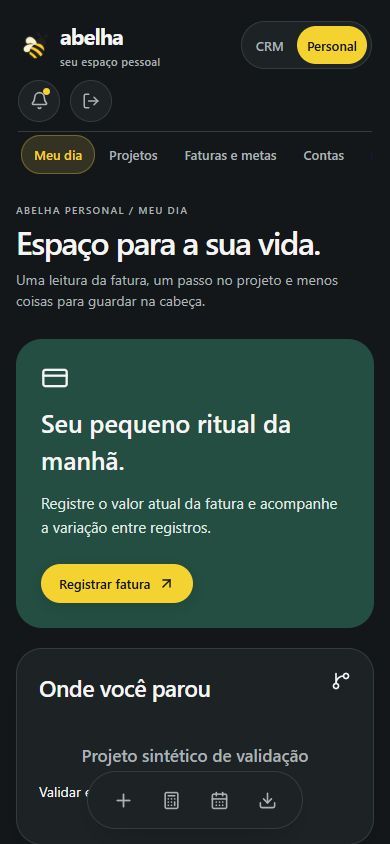 abelha
seu espaço pessoal
CRM
Personal
Meu dia
Projetos
Faturas e metas
Contas
ABELHA PERSONAL / MEU DIA
Espaço para a sua vida.
Uma leitura da fatura, um passo no projeto e menos
coisas para guardar na cabeça.
Seu pequeno ritual da
manhã.
Registre o valor atual da fatura e acompanhe
a variação entre registros.
Registrar fatura
Onde você parou
Projeto sintético de validação
Validar